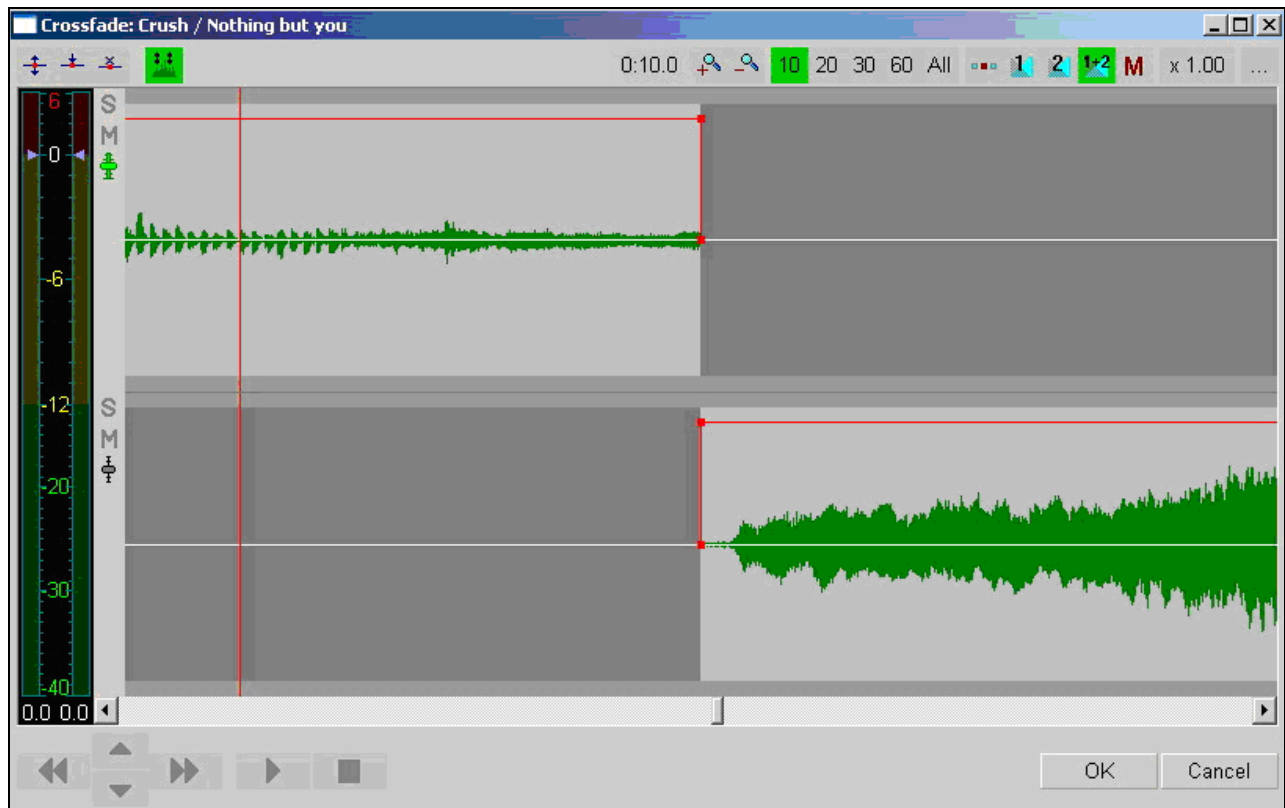 Crossfade: Crush / Nothing but you
0:10.0 10 20 30 60 All 1 2 1+2 M x 1.00 ...
6
0
-6
-12
-20
-30
-40
0.0 0.0
S
M
S
M
OK Cancel